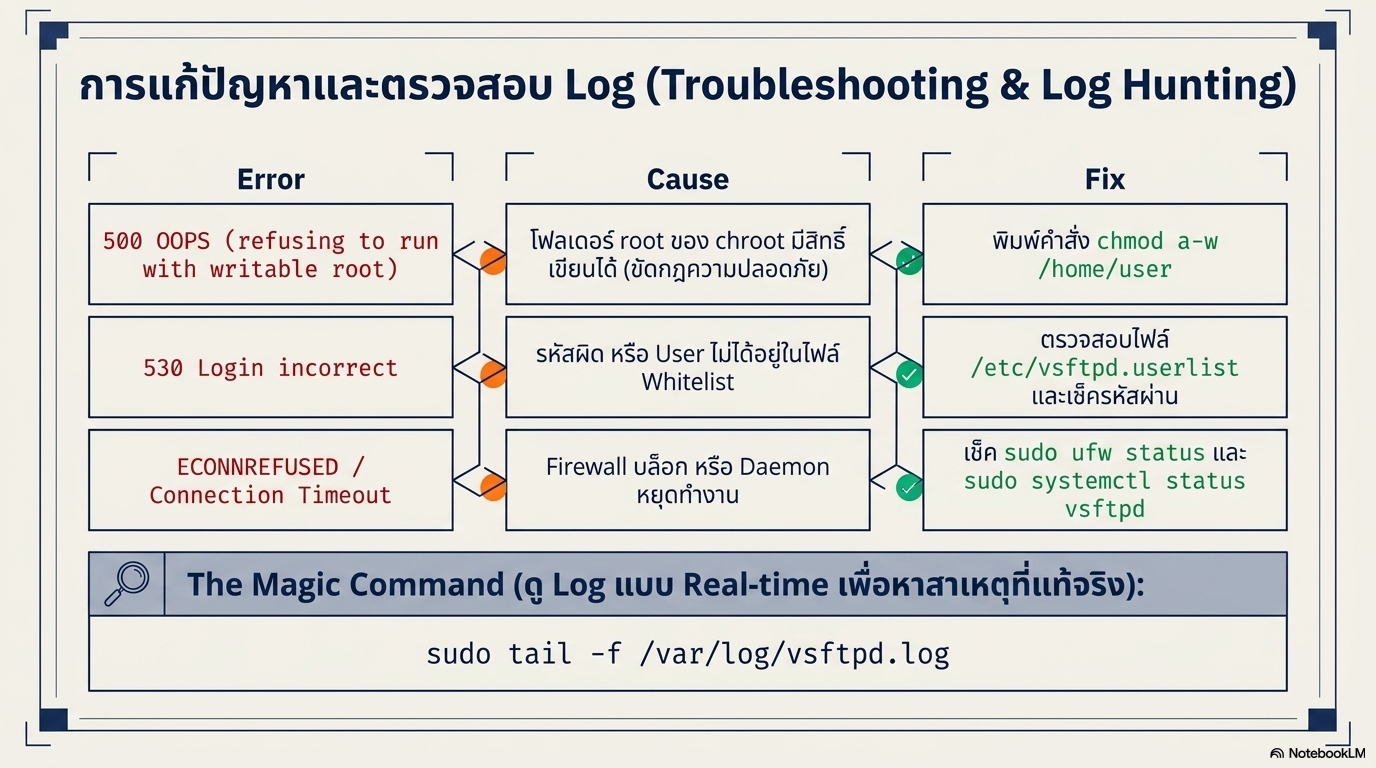 การแก้ปัญหาและตรวจสอบ Log (Troubleshooting & Log Hunting)
Error
Cause
Fix
500 OOPS (refusing to run
with writable root)
โฟลเดอร์ root ของ chroot มีสิทธิ์
เขียนได้ (ขัดกฎความปลอดภัย)
พิมพ์คำสั่ง chmod a-w
/home/user
530 Login incorrect
รหัสผิด หรือ User ไม่ได้อยู่ในไฟล์
Whitelist
ตรวจสอบไฟล์
/etc/vsftpd.userlist
และเช็ครหัสผ่าน
ECONNREFUSED /
Connection Timeout
Firewall บล็อก หรือ Daemon
หยุดทำงาน
เช็ค sudo ufw status และ
sudo systemctl status
vsftpd
The Magic Command (ดู Log แบบ Real-time เพื่อหาสาเหตุที่แท้จริง):
sudo tail -f /var/log/vsftpd.log
NotebookLM